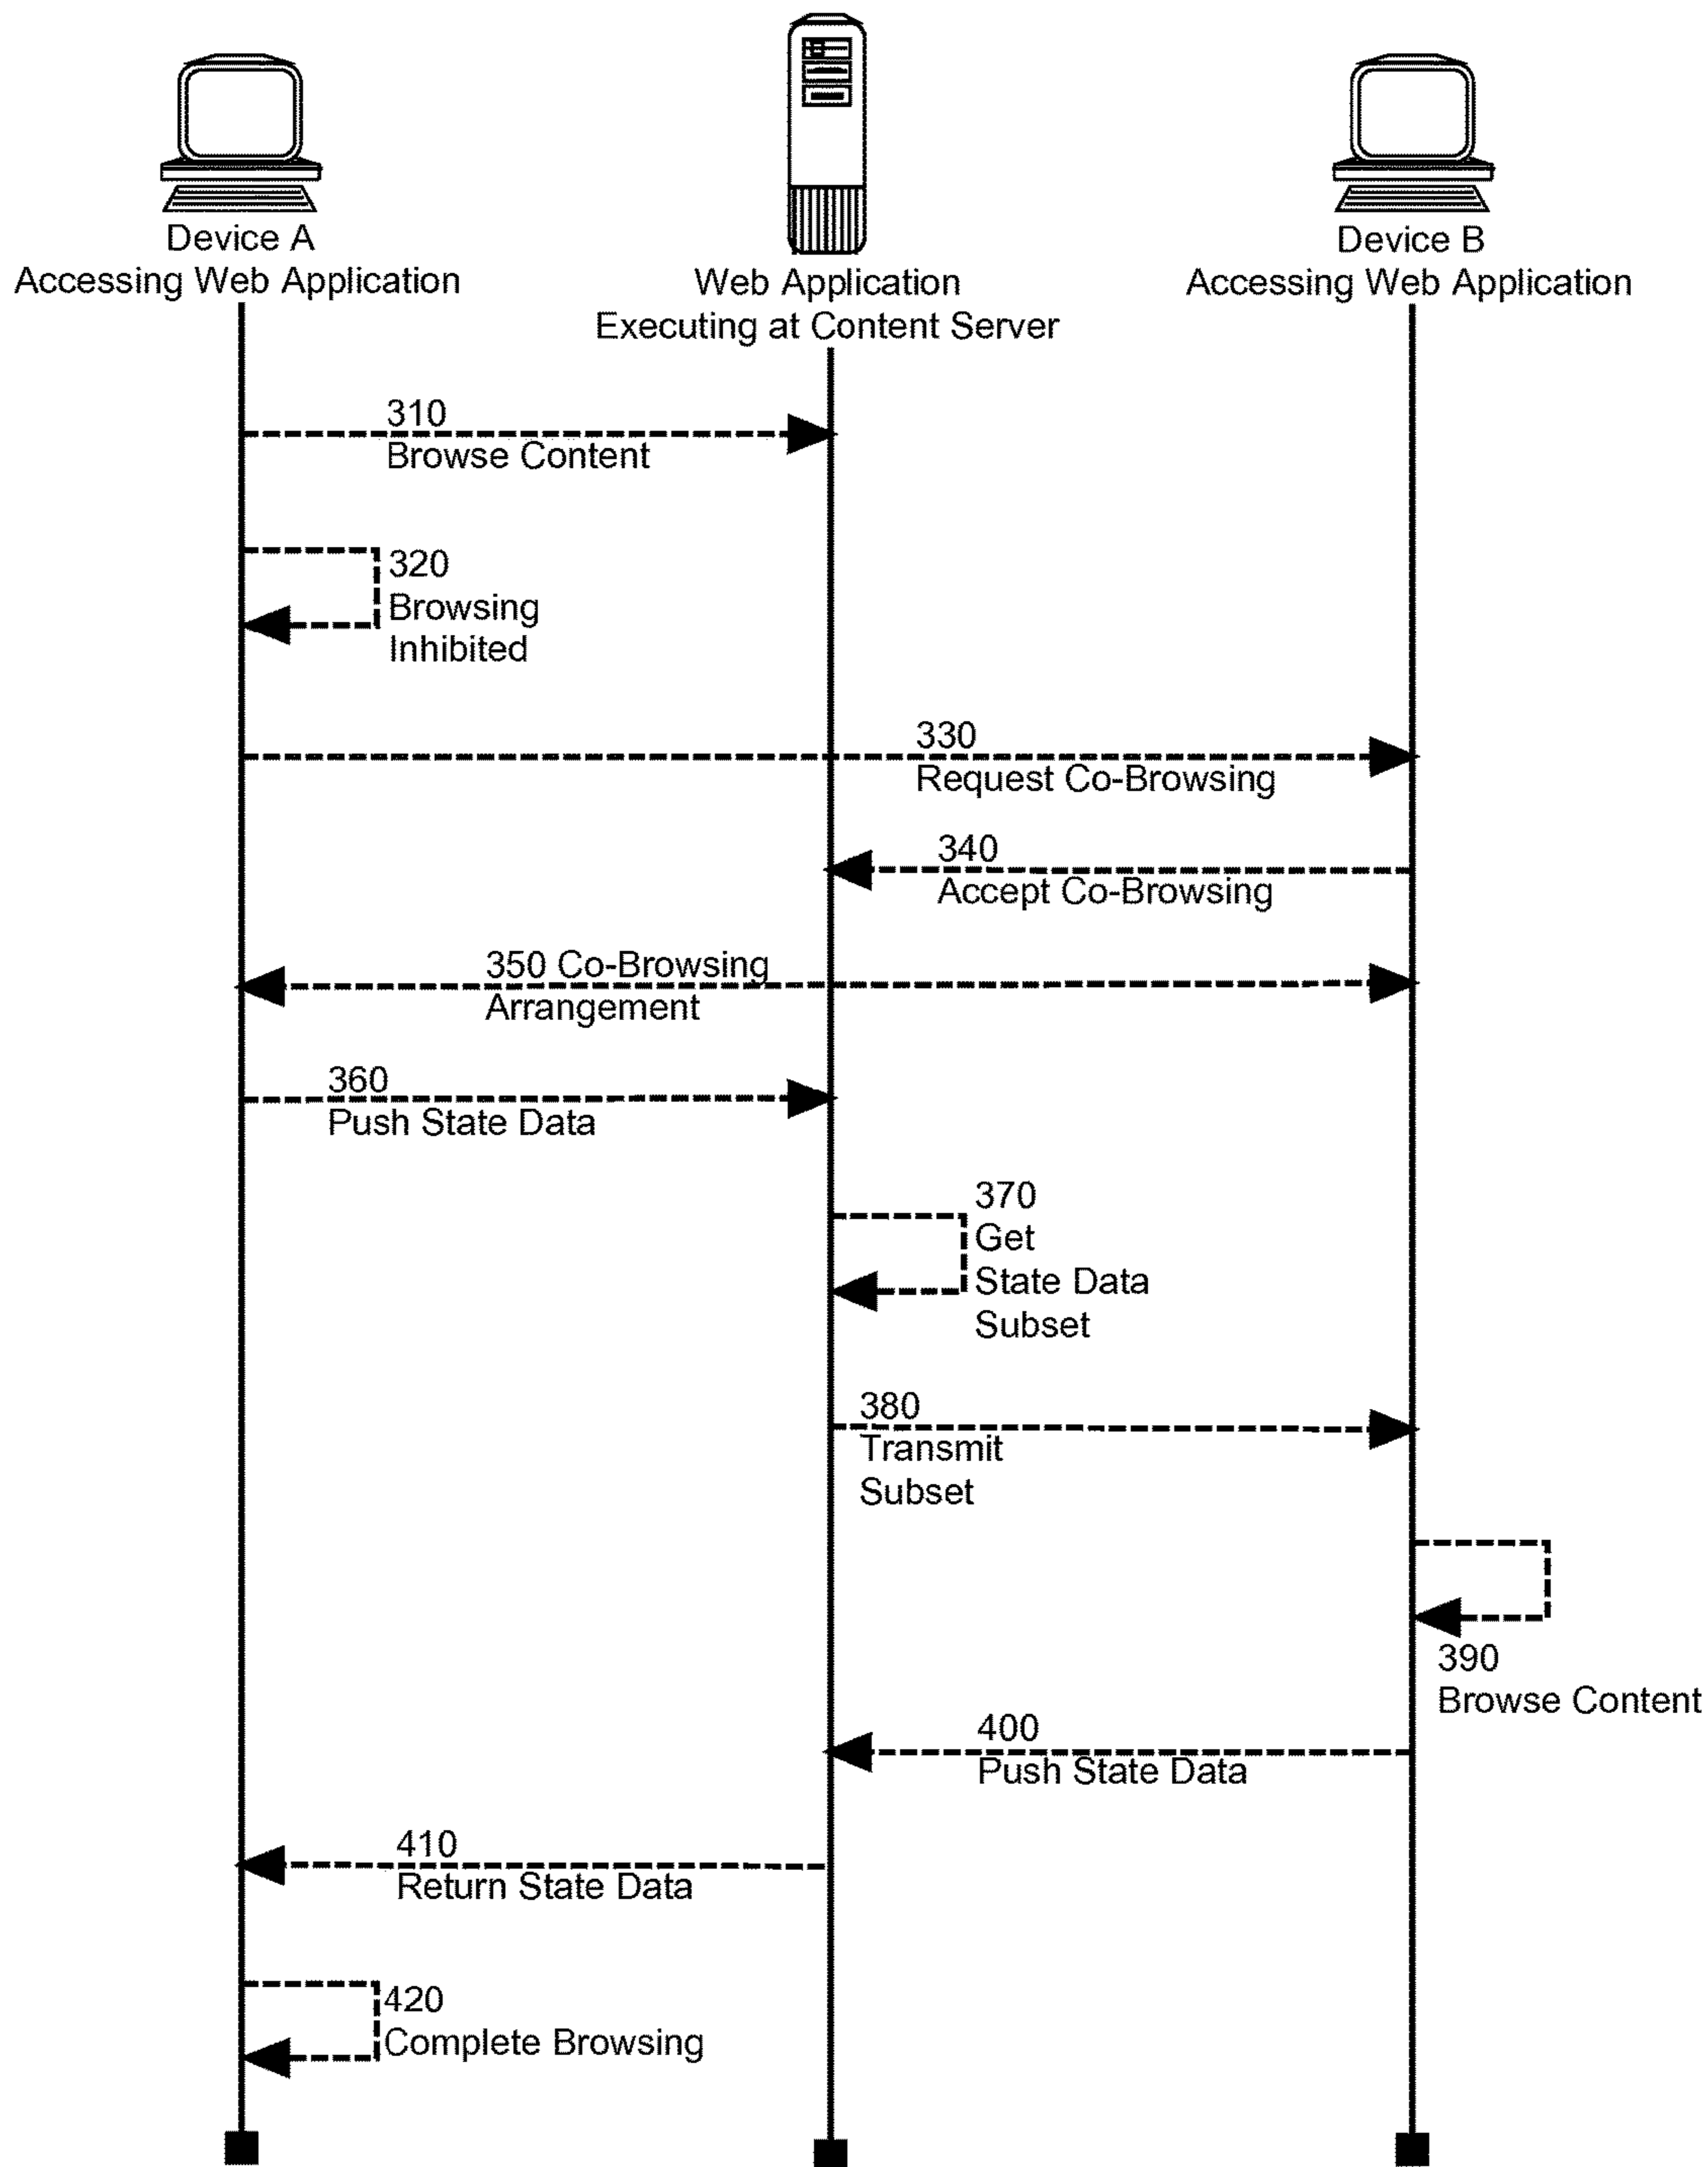 Device A
Accessing Web Application
Web Application
Executing at Content Server
Device B
Accessing Web Application
310
Browse Content
320
Browsing
Inhibited
330
Request Co-Browsing
340
Accept Co-Browsing
350 Co-Browsing
Arrangement
360
Push State Data
370
Get
State Data
Subset
380
Transmit
Subset
390
Browse Content
400
Push State Data
410
Return State Data
420
Complete Browsing